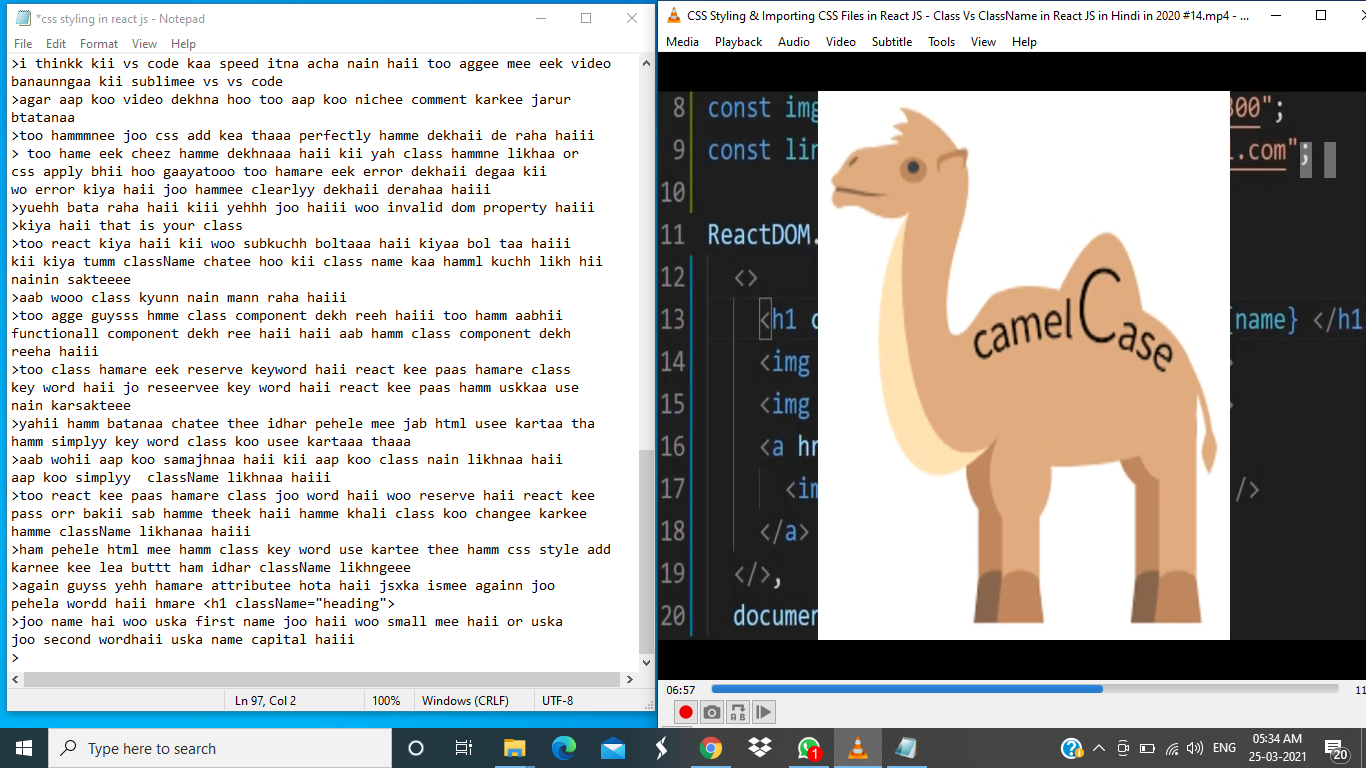 *css styling in react js - Notepad
File Edit Format View Help
>i thinkk kii vs code kaa speed itna acha nain haii too aggee mee eek video
banaunngaa kii sublimee vs vs code
>agar aap koo video dekhna hoo too aap koo nichee comment karkee jarur
btatanaa
>too hammmnee joo css add kea thaaa perfectly hamme dekhaii de raha haiii
> too hame eek cheez hamme dekhnaaa haii kii yah class hammne likhaa or
css apply bhii hoo gaayatooo too hamare eek error dekhaii degaa kii
wo error kiya haii joo hammee clearlyy dekhaii derahaa haiii
>yuehh bata raha haii kiii yehhh joo haiii woo invalid dom property haiii
>kiya haii that is your class
>too react kiya haii kii woo subkuchh boltaaa haii kiyaa bol taa haiii
kii kiya tumm className chatee hoo kii class name kaa hamml kuchh likh hii
nainin sakteeee
>aab wooo class kyunn nain mann raha haiii
>too agge guysss hmme class component dekh reeh haiii too hamm aabhii
functionall component dekh ree haii haii aab hamm class component dekh
reeha haiii
>too class hamare eek reserve keyword haii react kee paas hamare class
key word haii jo reseervee key word haii react kee paas hamm uskkaa use
nain karsakteee
>yahii hamm batanaa chatee thee idhar pehele mee jab html usee kartaa tha
hamm simplyy key word class koo usee kartaaa thaaa
>aab wohii aap koo samajhnaa haii kii aap koo class nain likhnaa haii
aap koo simplyy  className likhnaa haiii
>too react kee paas hamare class joo word haii woo reserve haii react kee
pass orr bakii sab hamme theek haii hamme khali class koo changee karkee
hamme className likhanaa haiii
>ham pehele html mee hamm class key word use kartee thee hamm css style add
karnee kee lea buttt ham idhar className likhngeee
>again guyss yehh hamare attributee hota haii jsxka ismee againn joo
pehela wordd haii hmare <h1 className="heading">
>joo name hai woo uska first name joo haii woo small mee haii or uska
joo second wordhaii uska name capital haiii
>
Ln 97, Col 2 100% Windows (CRLF) UTF-8
CSS Styling & Importing CSS Files in React JS - Class Vs ClassName in React JS in Hindi in 2020 #14.mp4 - ...
Media Playback Audio Video Subtitle Tools View Help
8 const img 300";
9 const lin .com";
10
11 ReactDOM.
12 <>
13 <h1 c name} </h1
14 <img
15 <img
16 <a hr
17 <im />
18 </a>
19 </>,
20 documen
camelCase
06:57 11
A B
Type here to search
1
ENG
05:34 AM
25-03-2021
20